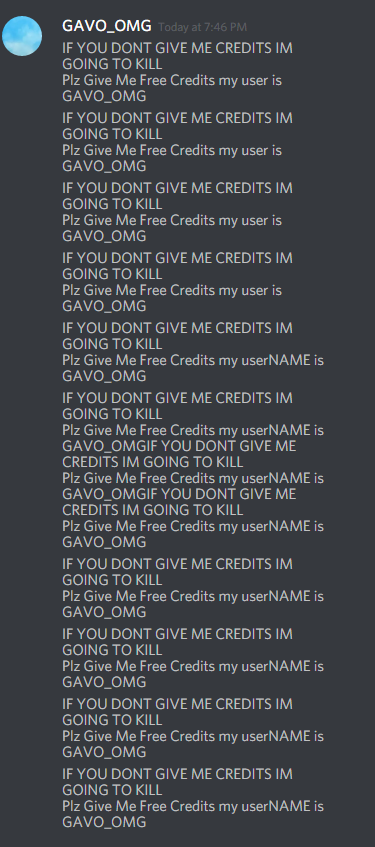 GAVO_OMG Today at 7:46 PM
IF YOU DONT GIVE ME CREDITS IM
GOING TO KILL
Plz Give Me Free Credits my user is
GAVO_OMG
IF YOU DONT GIVE ME CREDITS IM
GOING TO KILL
Plz Give Me Free Credits my user is
GAVO_OMG
IF YOU DONT GIVE ME CREDITS IM
GOING TO KILL
Plz Give Me Free Credits my user is
GAVO_OMG
IF YOU DONT GIVE ME CREDITS IM
GOING TO KILL
Plz Give Me Free Credits my user is
GAVO_OMG
IF YOU DONT GIVE ME CREDITS IM
GOING TO KILL
Plz Give Me Free Credits my userNAME is
GAVO_OMG
IF YOU DONT GIVE ME CREDITS IM
GOING TO KILL
Plz Give Me Free Credits my userNAME is
GAVO_OMGIF YOU DONT GIVE ME
CREDITS IM GOING TO KILL
Plz Give Me Free Credits my userNAME is
GAVO_OMGIF YOU DONT GIVE ME
CREDITS IM GOING TO KILL
Plz Give Me Free Credits my userNAME is
GAVO_OMG
IF YOU DONT GIVE ME CREDITS IM
GOING TO KILL
Plz Give Me Free Credits my userNAME is
GAVO_OMG
IF YOU DONT GIVE ME CREDITS IM
GOING TO KILL
Plz Give Me Free Credits my userNAME is
GAVO_OMG
IF YOU DONT GIVE ME CREDITS IM
GOING TO KILL
Plz Give Me Free Credits my userNAME is
GAVO_OMG
IF YOU DONT GIVE ME CREDITS IM
GOING TO KILL
Plz Give Me Free Credits my userNAME is
GAVO_OMG